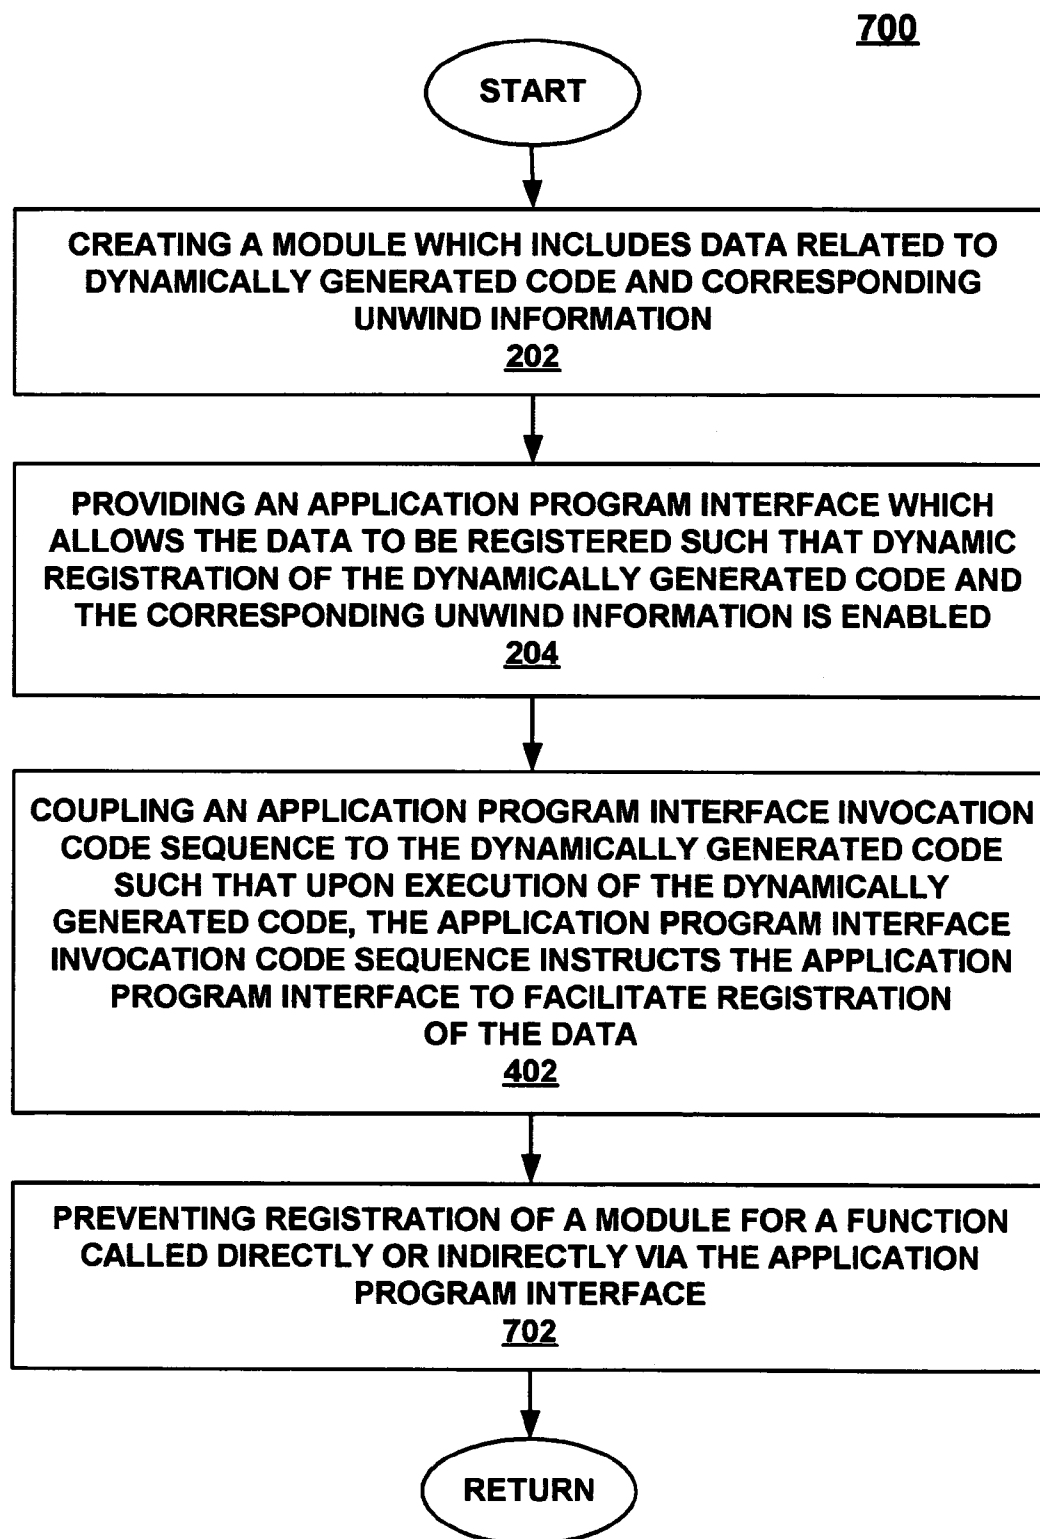 700
START
CREATING A MODULE WHICH INCLUDES DATA RELATED TO
DYNAMICALLY GENERATED CODE AND CORRESPONDING
UNWIND INFORMATION
202
PROVIDING AN APPLICATION PROGRAM INTERFACE WHICH
ALLOWS THE DATA TO BE REGISTERED SUCH THAT DYNAMIC
REGISTRATION OF THE DYNAMICALLY GENERATED CODE AND
THE CORRESPONDING UNWIND INFORMATION IS ENABLED
204
COUPLING AN APPLICATION PROGRAM INTERFACE INVOCATION
CODE SEQUENCE TO THE DYNAMICALLY GENERATED CODE
SUCH THAT UPON EXECUTION OF THE DYNAMICALLY
GENERATED CODE, THE APPLICATION PROGRAM INTERFACE
INVOCATION CODE SEQUENCE INSTRUCTS THE APPLICATION
PROGRAM INTERFACE TO FACILITATE REGISTRATION
OF THE DATA
402
PREVENTING REGISTRATION OF A MODULE FOR A FUNCTION
CALLED DIRECTLY OR INDIRECTLY VIA THE APPLICATION
PROGRAM INTERFACE
702
RETURN